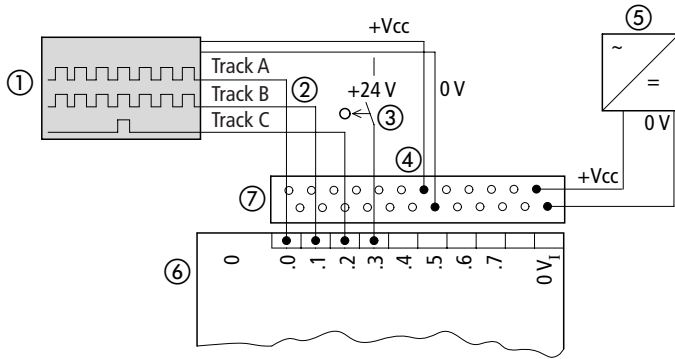 +Vcc
⑤
~
=
①
Track A
Track B
②
Track C
+24 V
③
0 V
0 V
④
+Vcc
⑦
⑥
0
.0
.1
.2
.3
.4
.5
.6
.7
0 VI